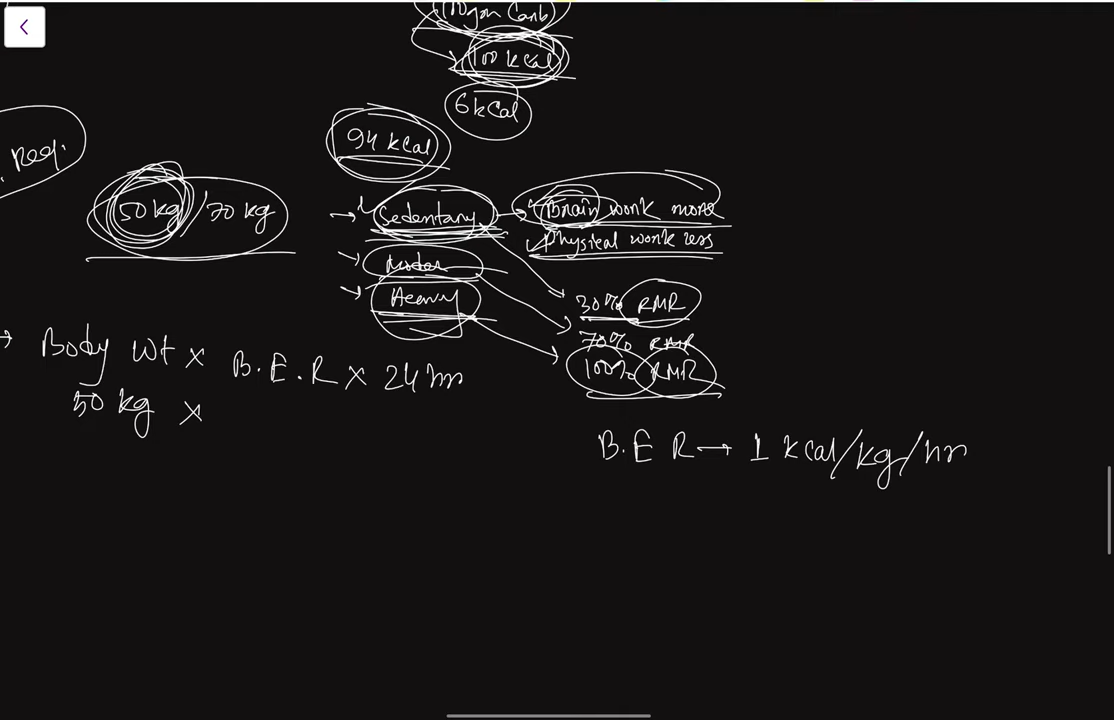 100 kcal
6 kcal
94 kcal
. Req.
50 kg / 70 kg
→ Sedentary → Brain work more
Physical work less
→ Moder
→ Heavy
30% RMR
70% RMR
100% RMR
→ Body Wt × B.E.R × 24 hr
50 kg ×
B.E R → 1 kcal/kg/hr